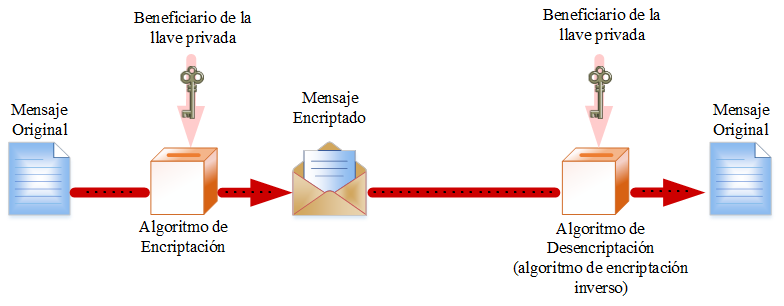 Beneficiario de la
llave privada
Beneficiario de la
llave privada
Mensaje
Original
Mensaje
Encriptado
Mensaje
Original
Algoritmo de
Encriptación
Algoritmo de
Desencriptación
(algoritmo de encriptación
inverso)